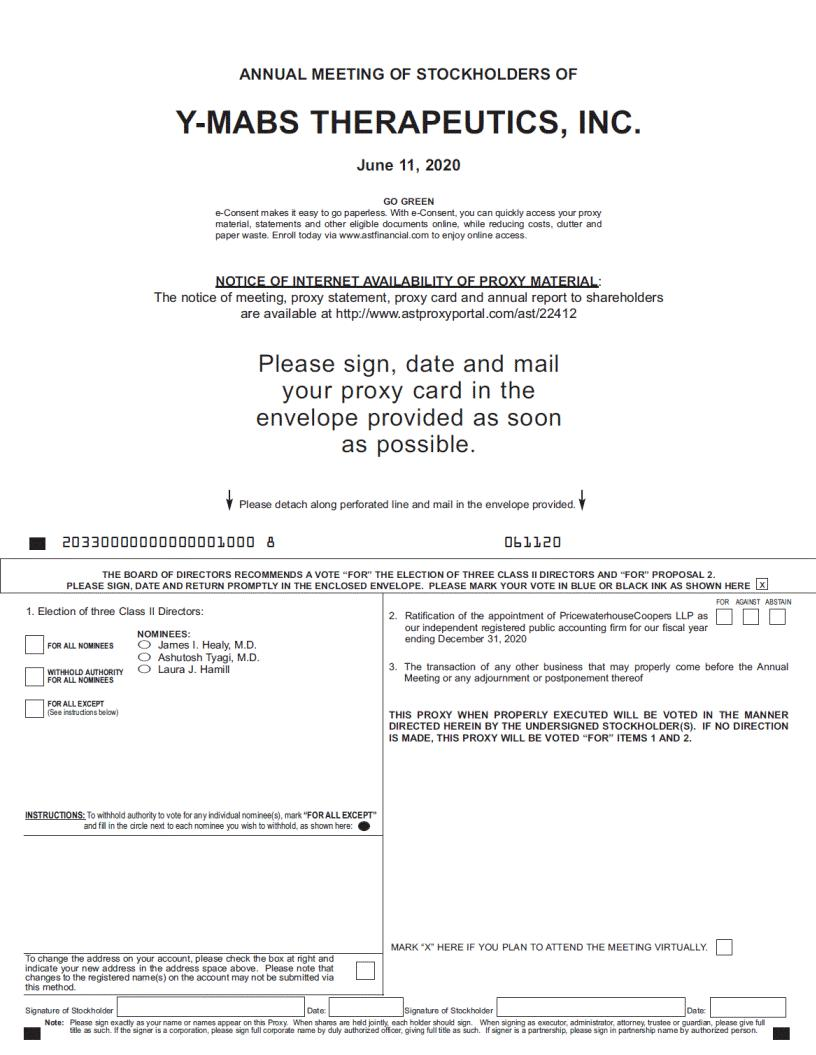 ANNUAL MEETING OF STOCKHOLDERS OF
Y-MABS THERAPEUTICS, INC.
June 11, 2020
GO GREEN
e-Consent makes it easy to go paperless. With e-Consent, you can quickly access your proxy
material, statements and other eligible documents online, while reducing costs, clutter and
paper waste. Enroll today via www.astfinancial.com to enjoy online access.
NOTICE OF INTERNET AVAILABILITY OF PROXY MATERIAL:
The notice of meeting, proxy statement, proxy card and annual report to shareholders
are available at http://www.astproxyportal.com/ast/22412
Please sign, date and mail
your proxy card in the
envelope provided as soon
as possible.
Please detach along perforated line and mail in the envelope provided.
20330000000000001000 8 061120
THE BOARD OF DIRECTORS RECOMMENDS A VOTE “FOR” THE ELECTION OF THREE CLASS II DIRECTORS AND “FOR” PROPOSAL 2.
PLEASE SIGN, DATE AND RETURN PROMPTLY IN THE ENCLOSED ENVELOPE. PLEASE MARK YOUR VOTE IN BLUE OR BLACK INK AS SHOWN HERE X
1. Election of three Class II Directors:
NOMINEES:
FOR ALL NOMINEES
James I. Healy, M.D.
Ashutosh Tyagi, M.D.
Laura J. Hamill
WITHHOLD AUTHORITY
FOR ALL NOMINEES
FOR ALL EXCEPT
(See instructions below)
INSTRUCTIONS: To withhold authority to vote for any individual nominee(s), mark “FOR ALL EXCEPT”
and fill in the circle next to each nominee you wish to withhold, as shown here:
To change the address on your account, please check the box at right and
indicate your new address in the address space above. Please note that
changes to the registered name(s) on the account may not be submitted via
this method.
FOR AGAINST ABSTAIN
2. Ratification of the appointment of PricewaterhouseCoopers LLP as
our independent registered public accounting firm for our fiscal year
ending December 31, 2020
3. The transaction of any other business that may properly come before the Annual
Meeting or any adjournment or postponement thereof
THIS PROXY WHEN PROPERLY EXECUTED WILL BE VOTED IN THE MANNER
DIRECTED HEREIN BY THE UNDERSIGNED STOCKHOLDER(S). IF NO DIRECTION
IS MADE, THIS PROXY WILL BE VOTED “FOR” ITEMS 1 AND 2.
MARK “X” HERE IF YOU PLAN TO ATTEND THE MEETING VIRTUALLY.
Signature of Stockholder Date: Signature of Stockholder Date:
Note: Please sign exactly as your name or names appear on this Proxy. When shares are held jointly, each holder should sign. When signing as executor, administrator, attorney, trustee or guardian, please give full
title as such. If the signer is a corporation, please sign full corporate name by duly authorized officer, giving full title as such. If signer is a partnership, please sign in partnership name by authorized person.